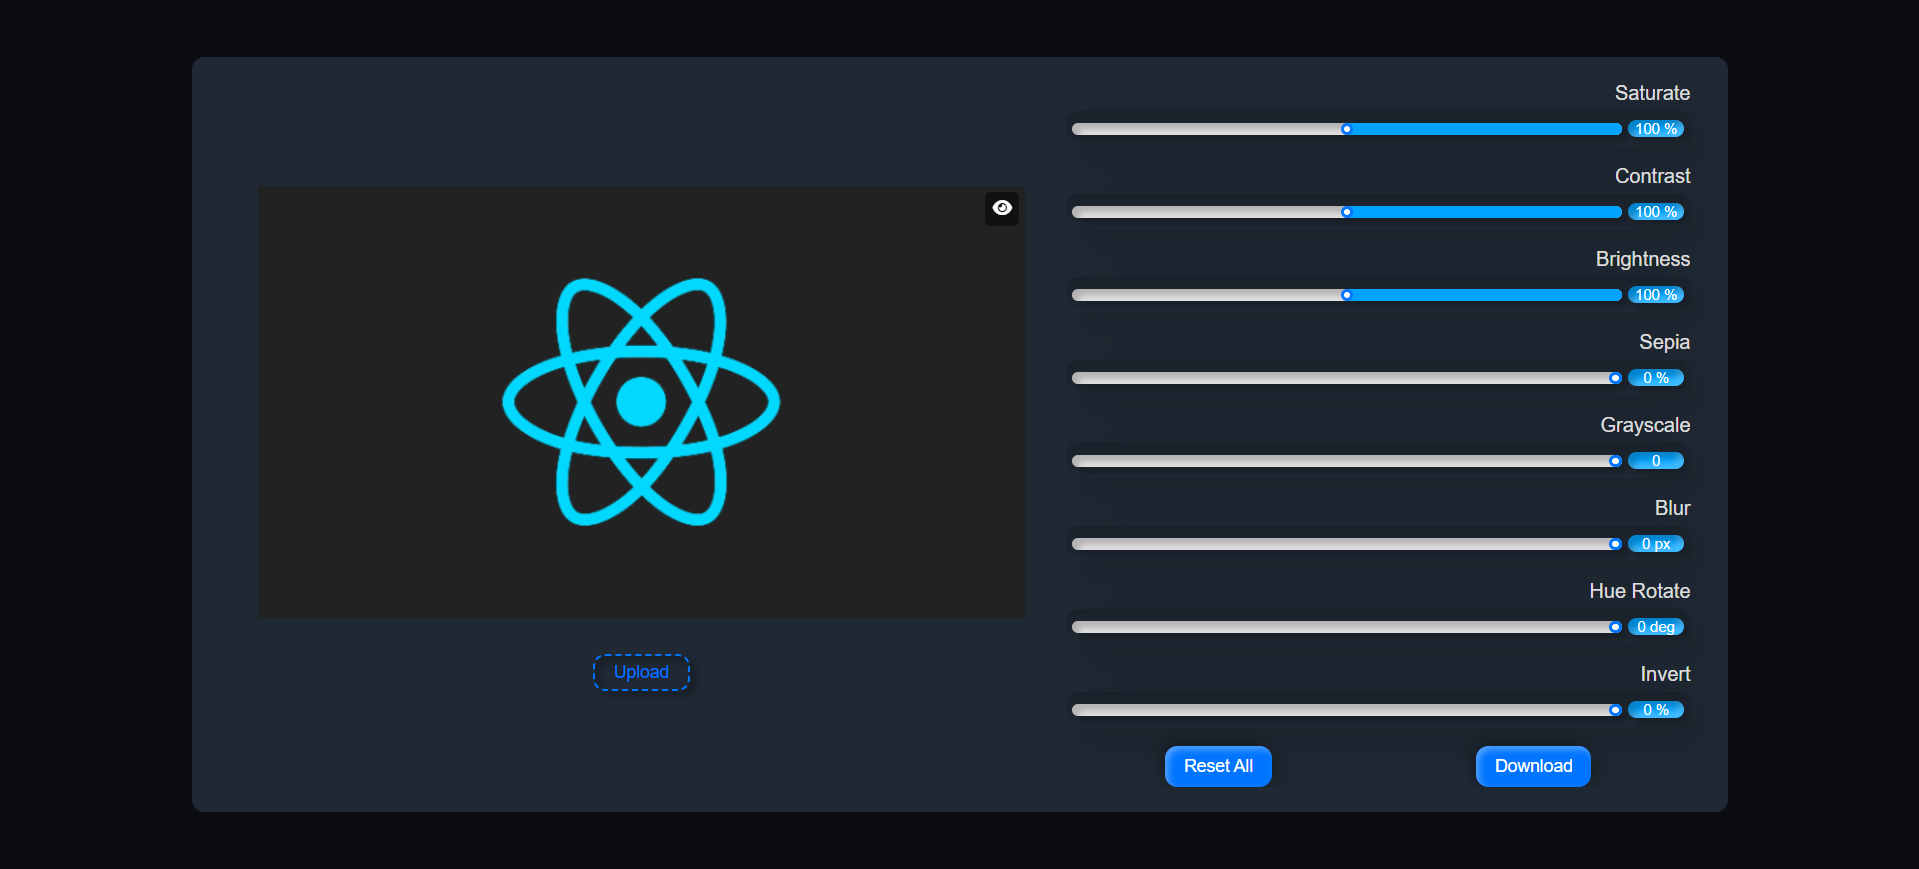 Saturate
100 %
Contrast
100 %
Brightness
100 %
Sepia
0 %
Grayscale
0
Blur
0 px
Hue Rotate
0 deg
Invert
0 %
Upload
Reset All
Download